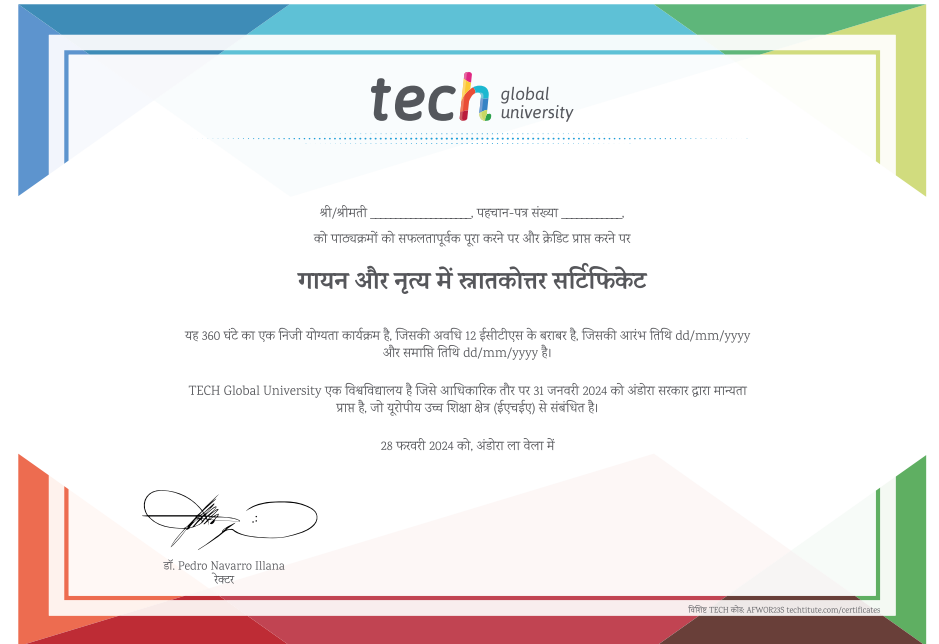 tech global university
श्री/श्रीमती ____________________, पहचान-पत्र संख्या ____________,
को पाठ्यक्रमों को सफलतापूर्वक पूरा करने पर और क्रेडिट प्राप्त करने पर
गायन और नृत्य में स्नातकोत्तर सर्टिफिकेट
यह 360 घंटे का एक निजी योग्यता कार्यक्रम है, जिसकी अवधि 12 ईसीटीएस के बराबर है, जिसकी आरंभ तिथि dd/mm/yyyy
और समाप्ति तिथि dd/mm/yyyy है।
TECH Global University एक विश्वविद्यालय है जिसे आधिकारिक तौर पर 31 जनवरी 2024 को अंडोरा सरकार द्वारा मान्यता
प्राप्त है, जो यूरोपीय उच्च शिक्षा क्षेत्र (ईएचईए) से संबंधित है।
28 फरवरी 2024 को, अंडोरा ला वेला में
डॉ. Pedro Navarro Illana
रेक्टर
विशिष्ट TECH कोड: AFWOR23S techtitute.com/certificates